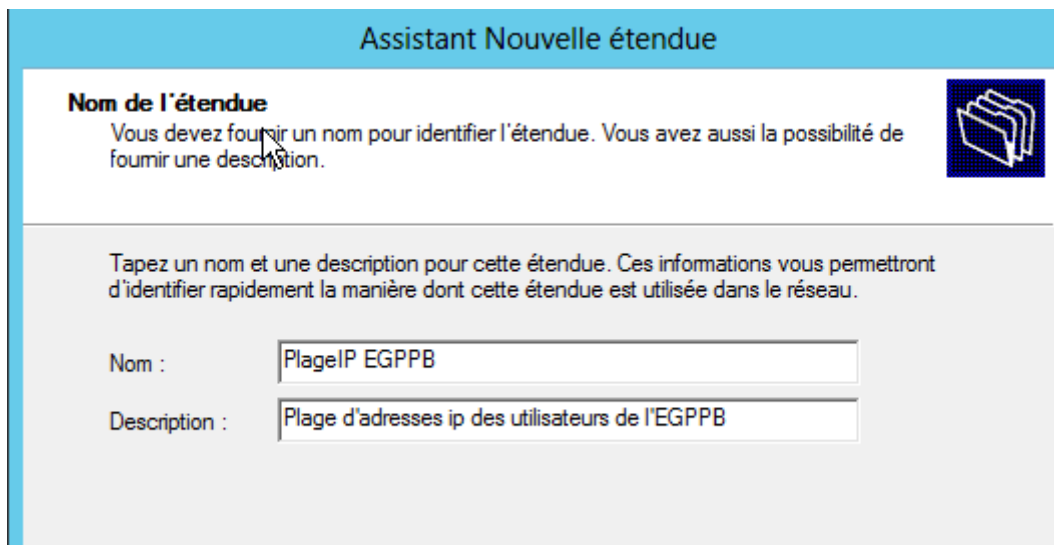 Assistant Nouvelle étendue
Nom de l'étendue
Vous devez fournir un nom pour identifier l'étendue. Vous avez aussi la possibilité de
fournir une description.
Tapez un nom et une description pour cette étendue. Ces informations vous permettront
d'identifier rapidement la manière dont cette étendue est utilisée dans le réseau.
Nom : PlageIP EGPPB
Description : Plage d"adresses ip des utilisateurs de l'EGPPB